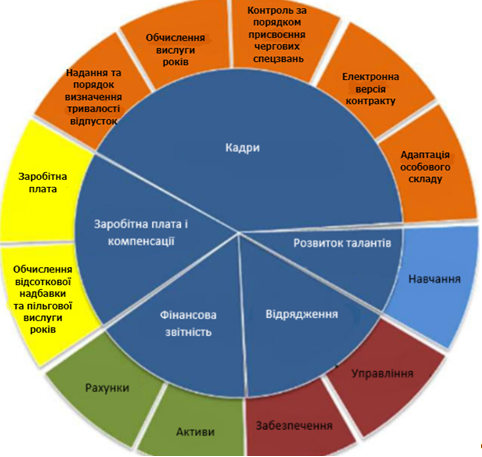 Контроль за
порядком
присвоєння
чергових
спецзвань
Обчислення
вислуги
років
Електронна
версія
контракту
Надання та
порядок
визначення
тривалості
відпусток
Адаптація
особового
складу
Кадри
Заробітна
плата
Заробітна плата і
компенсації
Розвиток талантів
Навчання
Обчислення
відсоткової
надбавки
та пільгової
вислуги
років
Фінансова
звітність
Відрядження
Управління
Рахунки
Активи
Забезпечення